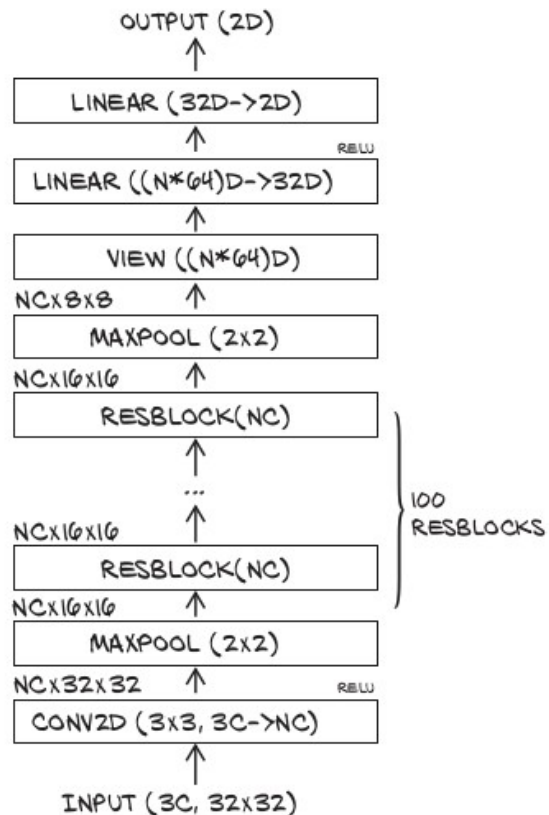 OUTPUT (2D)
LINEAR (32D->2D)
RELU
LINEAR ((N*64)D->32D)
VIEW ((N*64)D)
NCX8X8
MAXPOOL (2X2)
NCX16X16
RESBLOCK(NC)
...
100
RESBLOCKS
NCX16X16
RESBLOCK(NC)
NCX16X16
MAXPOOL (2X2)
NCX32X32
RELU
CONV2D (3X3, 3C->NC)
INPUT (3C, 32X32)